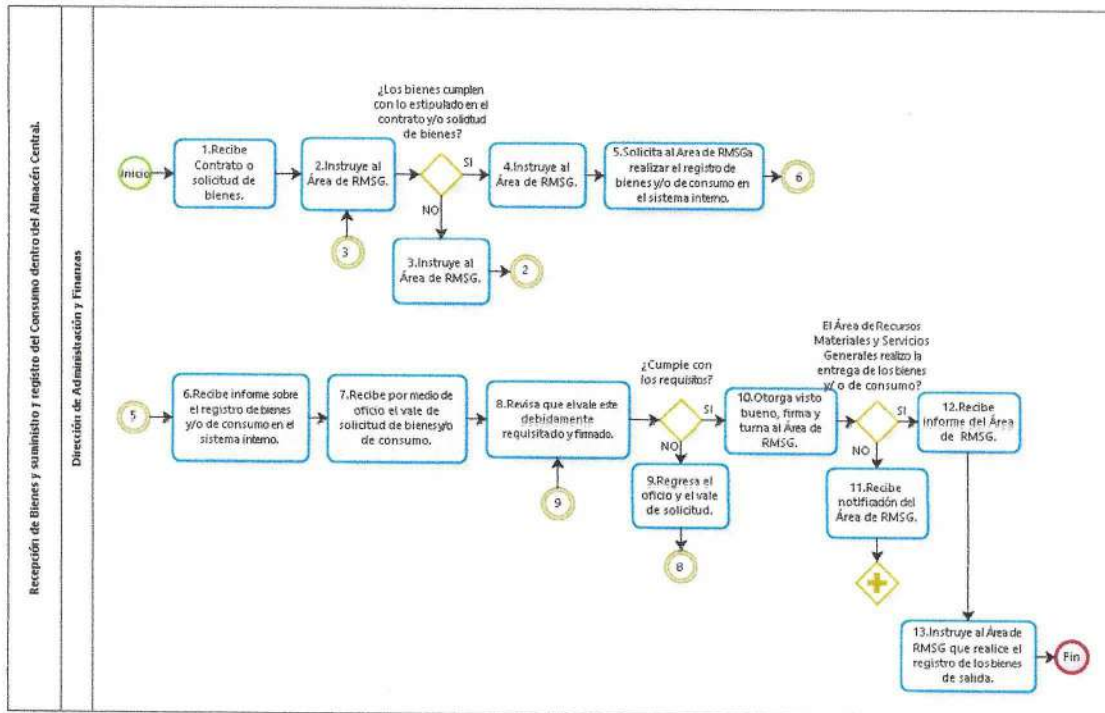 Recepción de Bienes y suministro y registro del Consumo dentro del Almacén Central.
Dirección de Administración y Finanzas
Inicio
1.Recibe
Contrato o
solicitud de
bienes.
2.Instruye al
Área de RMSG.
3
¿Los bienes cumplen
con lo estipulado en el
contrato y/o solicitud
de bienes?
SI
NO
3.Instruye al
Área de RMSG.
2
4.Instruye al
Área de RMSG.
5.Solicita al Area de RMSGa
realizar el registro de
bienes y/o de consumo en
el sistema interno.
6
5
6.Recibe informe sobre
el registro de bienes
y/o de consumo en el
sistema interno.
7.Recibe por medio de
oficio el vale de
solicitud de bienes y/o
de consumo.
8.Revisa que el vale este
debidamente
requisitado y firmado.
9
¿Cumple con
los requisitos?
SI
NO
9.Regresa el
oficio y el vale
de solicitud.
8
10.Otorga visto
bueno, firma y
turna al Área de
RMSG.
El Área de Recursos
Materiales y Servicios
Generales realizo la
entrega de los bienes
y/ o de consumo?
SI
NO
11.Recibe
notificación del
Área de RMSG.
12.Recibe
informe del Área
de RMSG.
13.Instruye al Área de
RMSG que realice el
registro de los bienes
de salida.
Fin